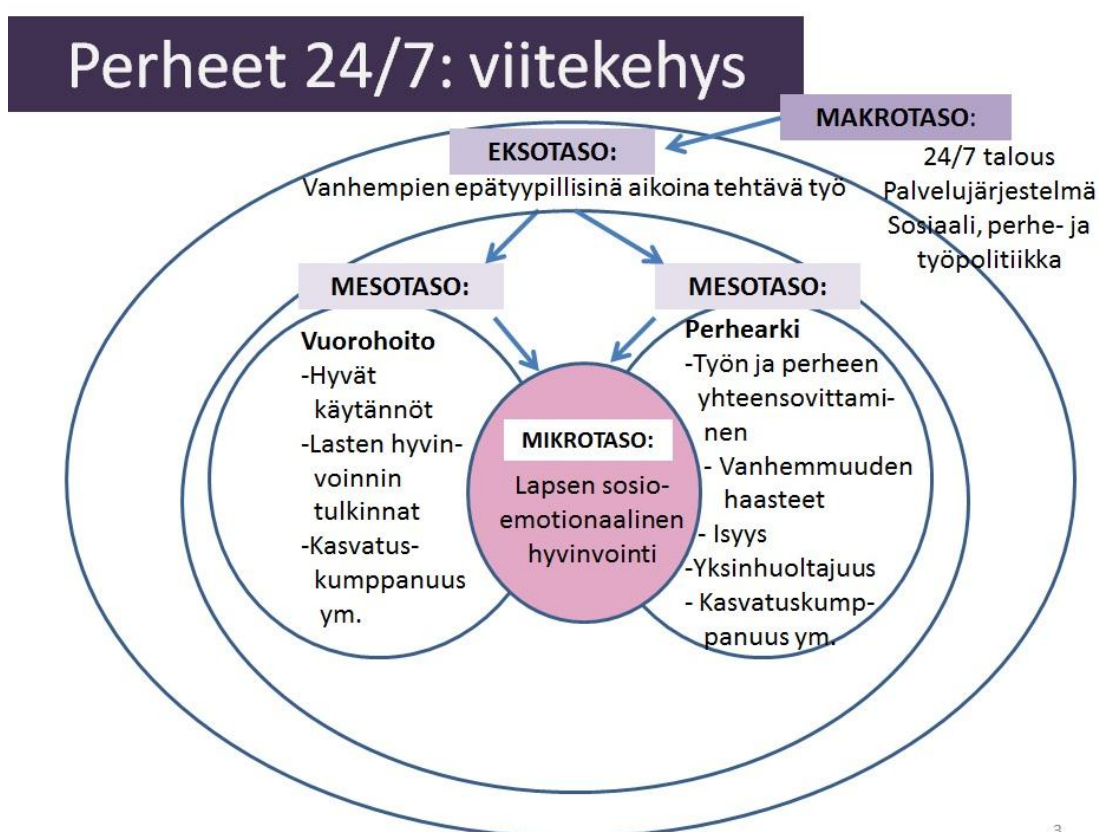 Perheet 24/7: viitekehys
MAKROTASO:
24/7 talous
Palvelujärjestelmä
Sosiaali, perhe- ja
työpolitiikka
EKSOTASO:
Vanhempien epätyypillisinä aikoina tehtävä työ
MESOTASO:
Vuorohoito
-Hyvät
käytännöt
-Lasten hyvin-
voinnin
tulkinnat
-Kasvatus-
kumppanuus
ym.
MIKROTASO:
Lapsen sosio-
emotionaalinen
hyvinvointi
MESOTASO:
Perhearki
-Työn ja perheen
yhteensovittami-
nen
- Vanhemmuuden
haasteet
- Isyys
-Yksinhuoltajuus
- Kasvatuskump-
panuus ym.
3